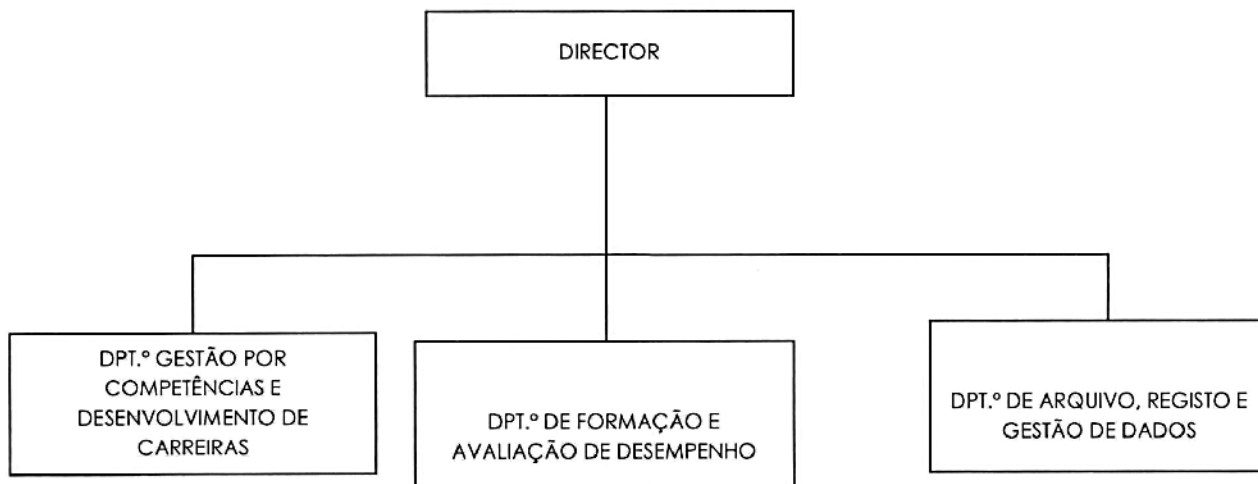 DIRECTOR
DPT.º GESTÃO POR
COMPETÊNCIAS E
DESENVOLVIMENTO DE
CARREIRAS
DPT.º DE FORMAÇÃO E
AVALIAÇÃO DE DESEMPENHO
DPT.º DE ARQUIVO, REGISTO E
GESTÃO DE DADOS